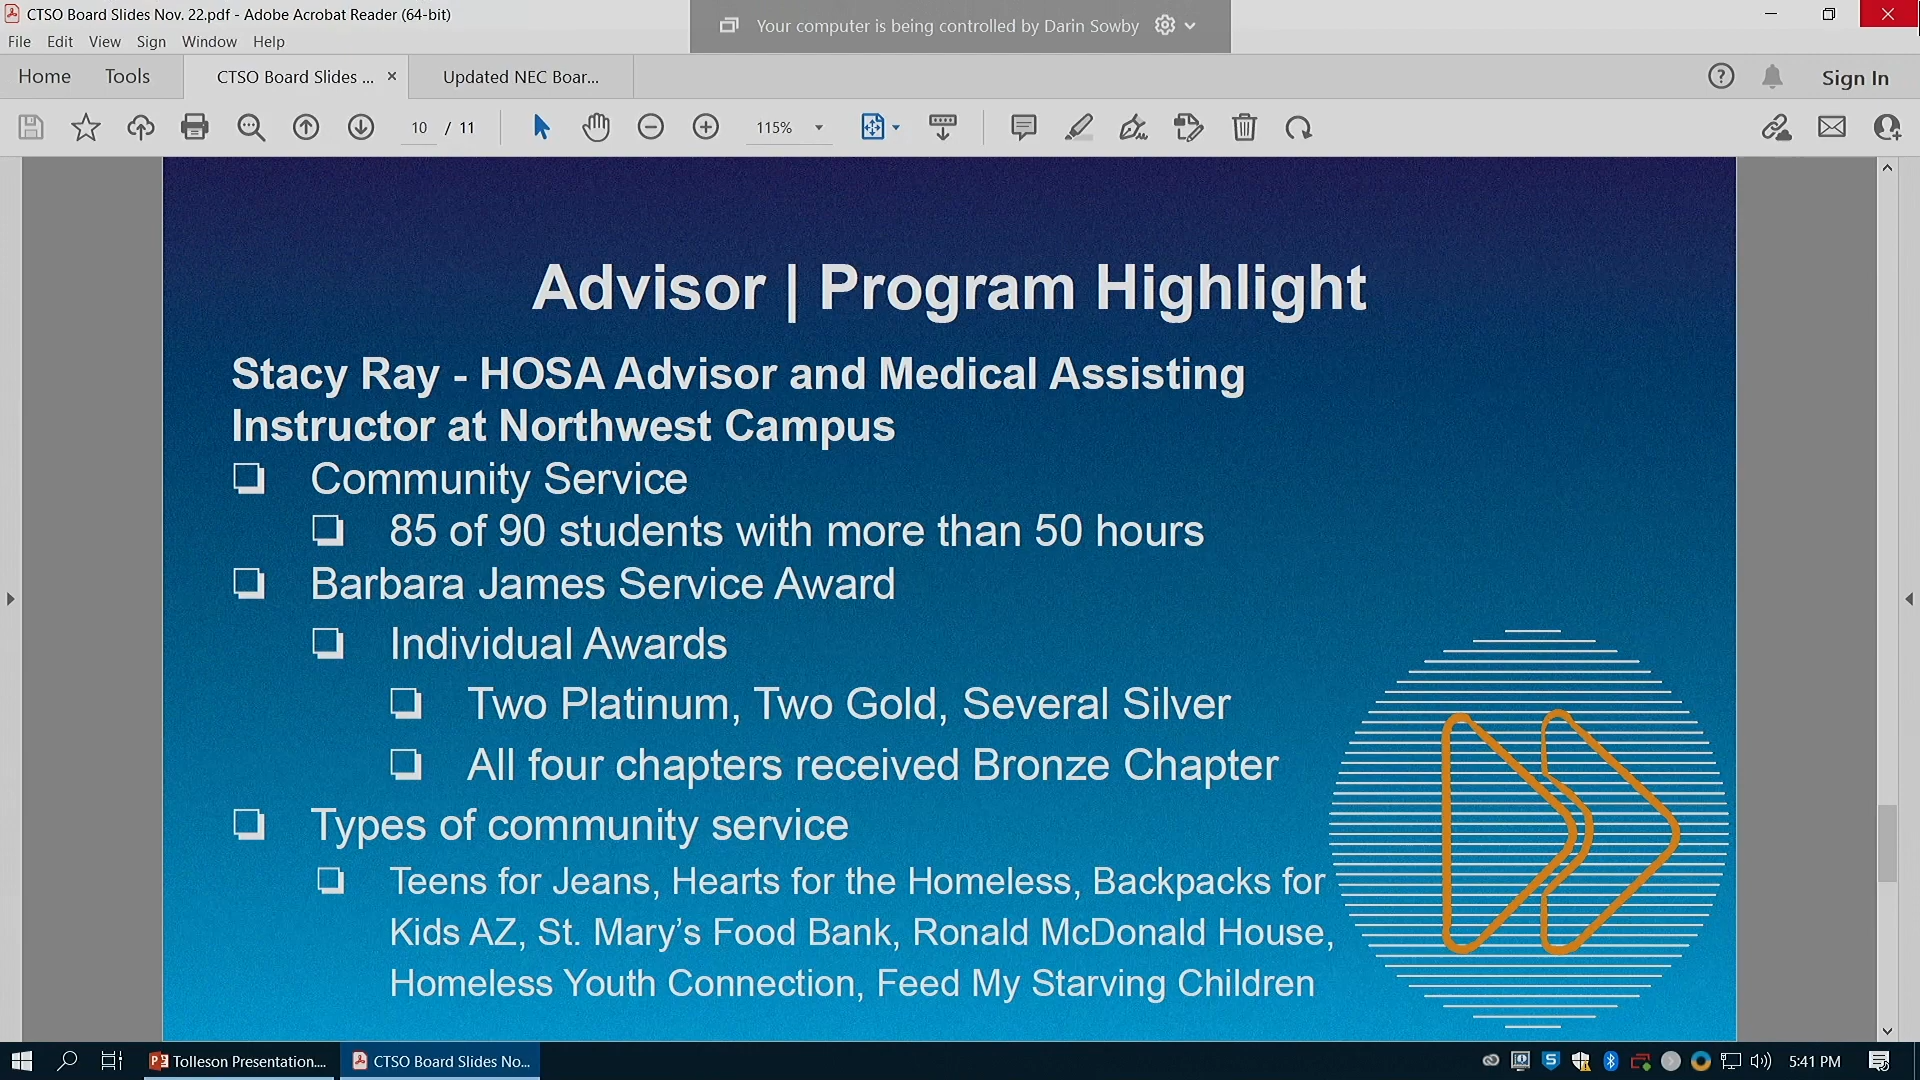 CTSO Board Slides Nov. 22.pdf - Adobe Acrobat Reader (64-bit)
Your computer is being controlled by Darin Sowby
File Edit View Sign Window Help
Home Tools CTSO Board Slides ... × Updated NEC Boar... Sign In
10 / 11 115%
Advisor | Program Highlight
Stacy Ray - HOSA Advisor and Medical Assisting
Instructor at Northwest Campus
Community Service
85 of 90 students with more than 50 hours
Barbara James Service Award
Individual Awards
Two Platinum, Two Gold, Several Silver
All four chapters received Bronze Chapter
Types of community service
Teens for Jeans, Hearts for the Homeless, Backpacks for
Kids AZ, St. Mary’s Food Bank, Ronald McDonald House,
Homeless Youth Connection, Feed My Starving Children
Tolleson Presentation.... CTSO Board Slides No... 5:41 PM